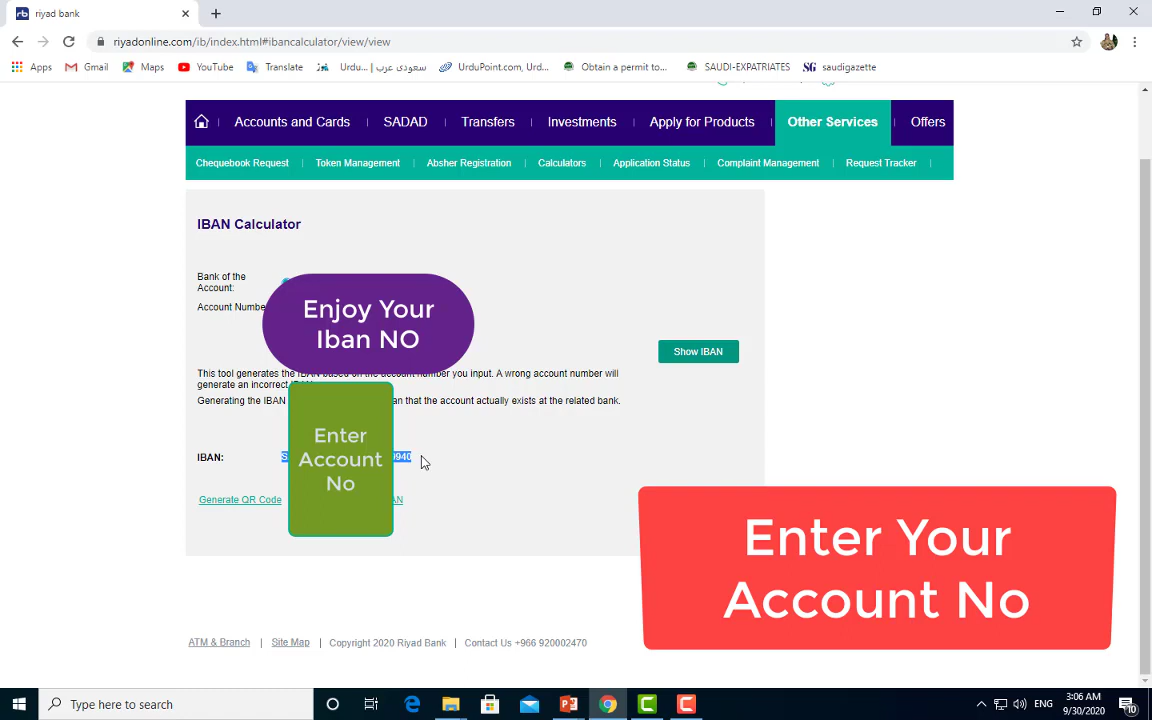 riyad bank
riyadonline.com/ib/index.html#ibancalculator/view/view
Apps Gmail Maps YouTube Translate Urdu... | سعودی عرب UrduPoint.com, Urd... Obtain a permit to... SAUDI-EXPATRIATES SG saudigazette
Accounts and Cards SADAD Transfers Investments Apply for Products Other Services Offers
Chequebook Request Token Management Absher Registration Calculators Application Status Complaint Management Request Tracker
IBAN Calculator
Bank of the
Account:
Account Numbe
Enjoy Your
Iban NO
Show IBAN
This tool generates the IBAN based on the account number you input. A wrong account number will
generate an incorrect
Generating the IBAN an that the account actually exists at the related bank.
Enter
Account
No
IBAN: S 0940
Generate QR Code AN
Enter Your
Account No
ATM & Branch | Site Map | Copyright 2020 Riyad Bank | Contact Us +966 920002470
Type here to search
ENG
3:06 AM
9/30/2020
10